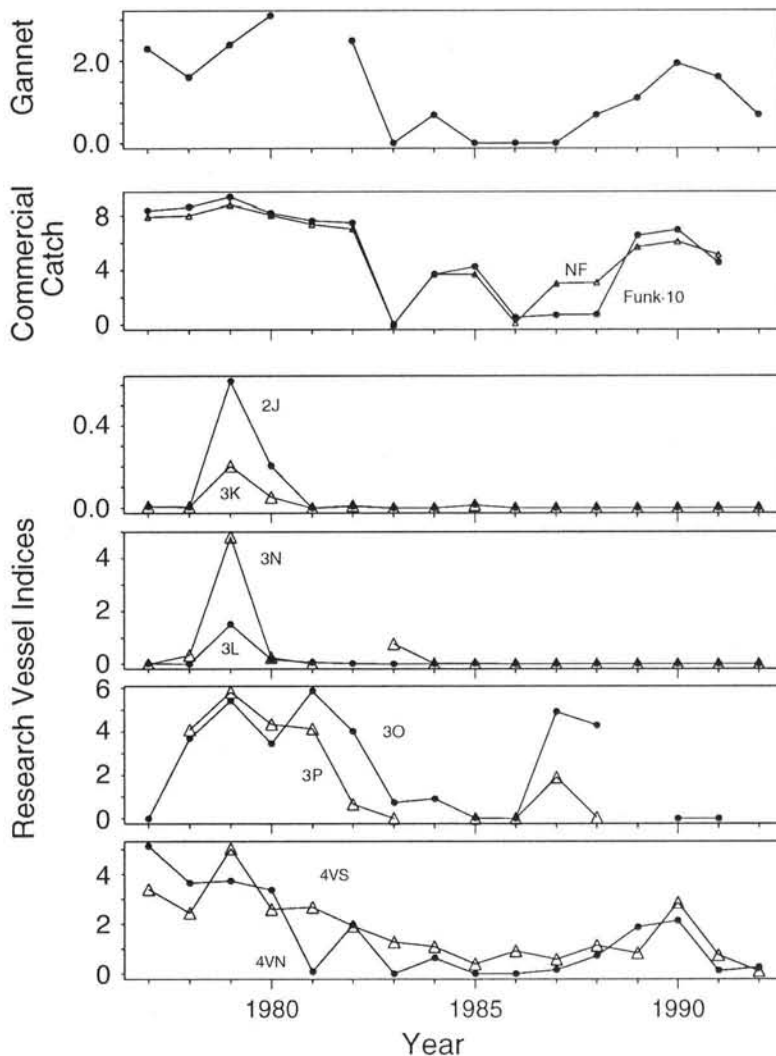 Gannet
2.0
0.0
Commercial
Catch
8
4
0
NF
Funk-10
Research Vessel Indices
0.4
0.0
2J
3K
4
2
0
3N
3L
6
4
2
0
3O
3P
4
2
0
4VS
4VN
1980
1985
1990
Year